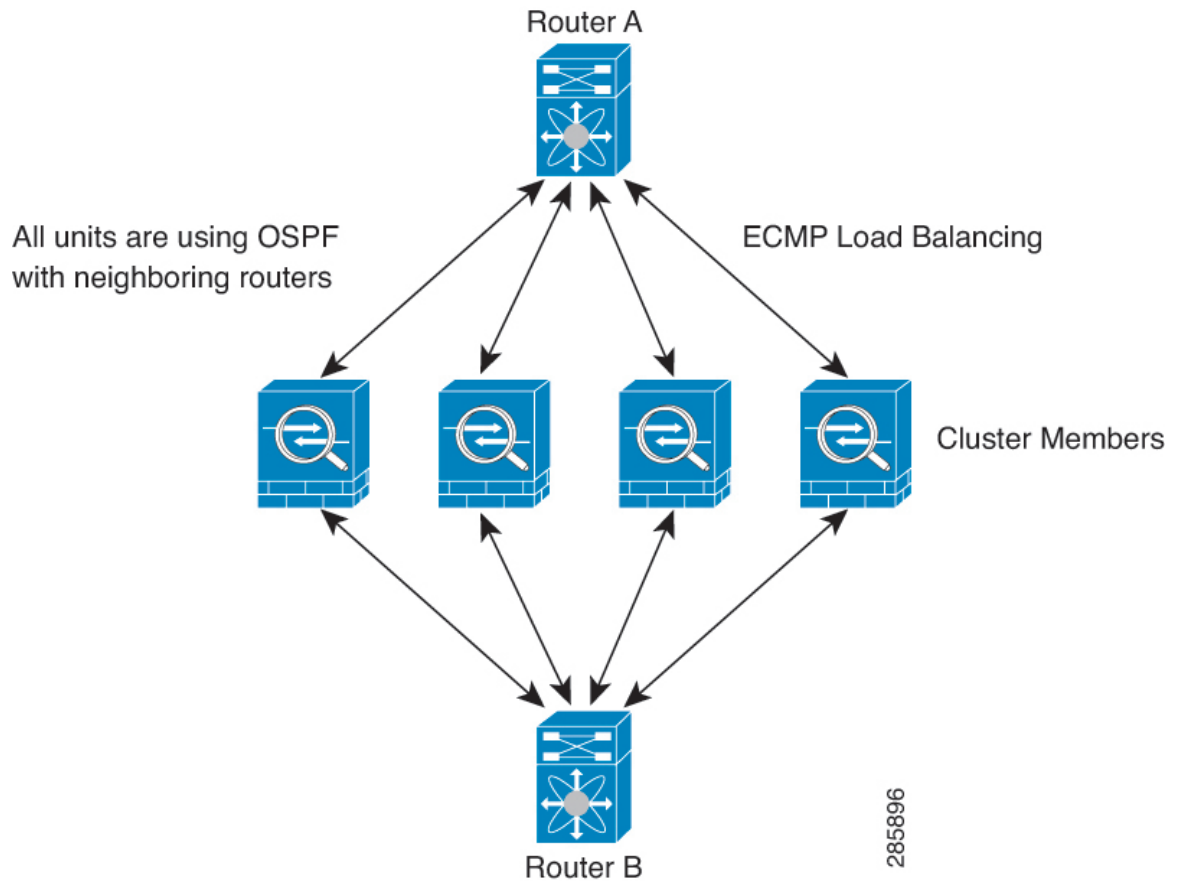 Router A
All units are using OSPF
with neighboring routers
ECMP Load Balancing
Cluster Members
Router B
285896